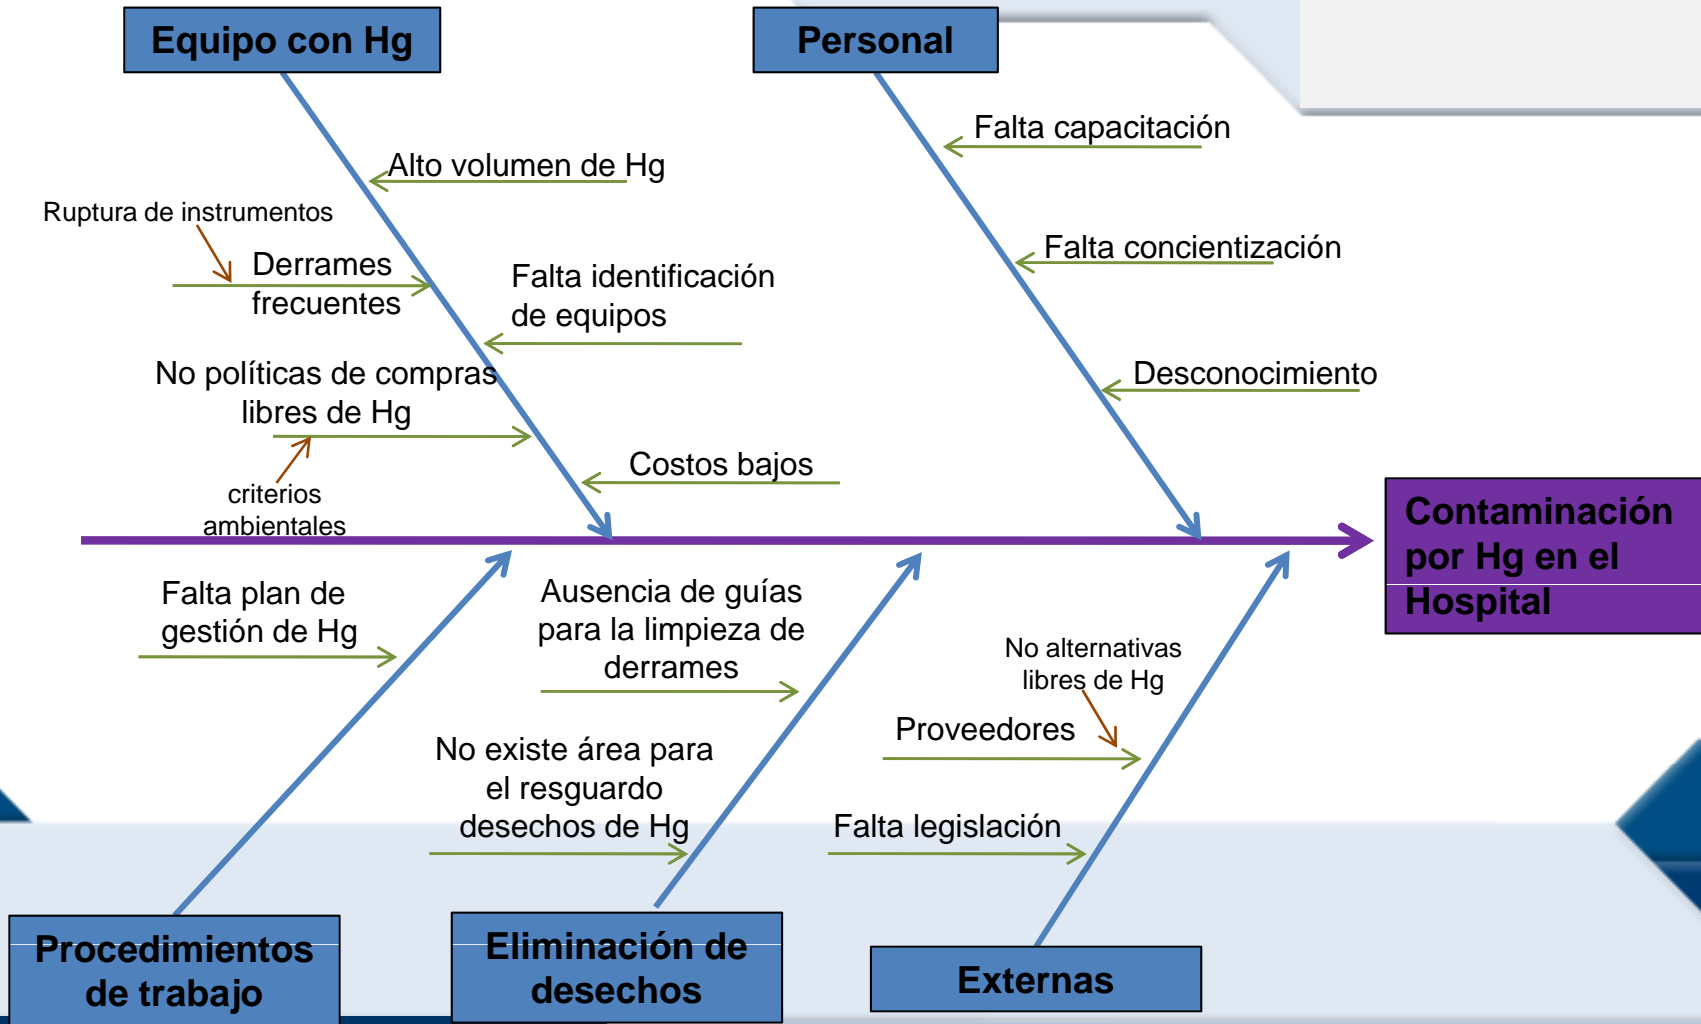 Equipo con Hg
Personal
Falta capacitación
Alto volumen de Hg
Ruptura de instrumentos
Derrames
frecuentes
Falta identificación
de equipos
Falta concientización
No políticas de compras
libres de Hg
Desconocimiento
Costos bajos
criterios
ambientales
Contaminación
por Hg en el
Hospital
Falta plan de
gestión de Hg
Ausencia de guías
para la limpieza de
derrames
No alternativas
libres de Hg
Proveedores
No existe área para
el resguardo
desechos de Hg
Falta legislación
Procedimientos
de trabajo
Eliminación de
desechos
Externas